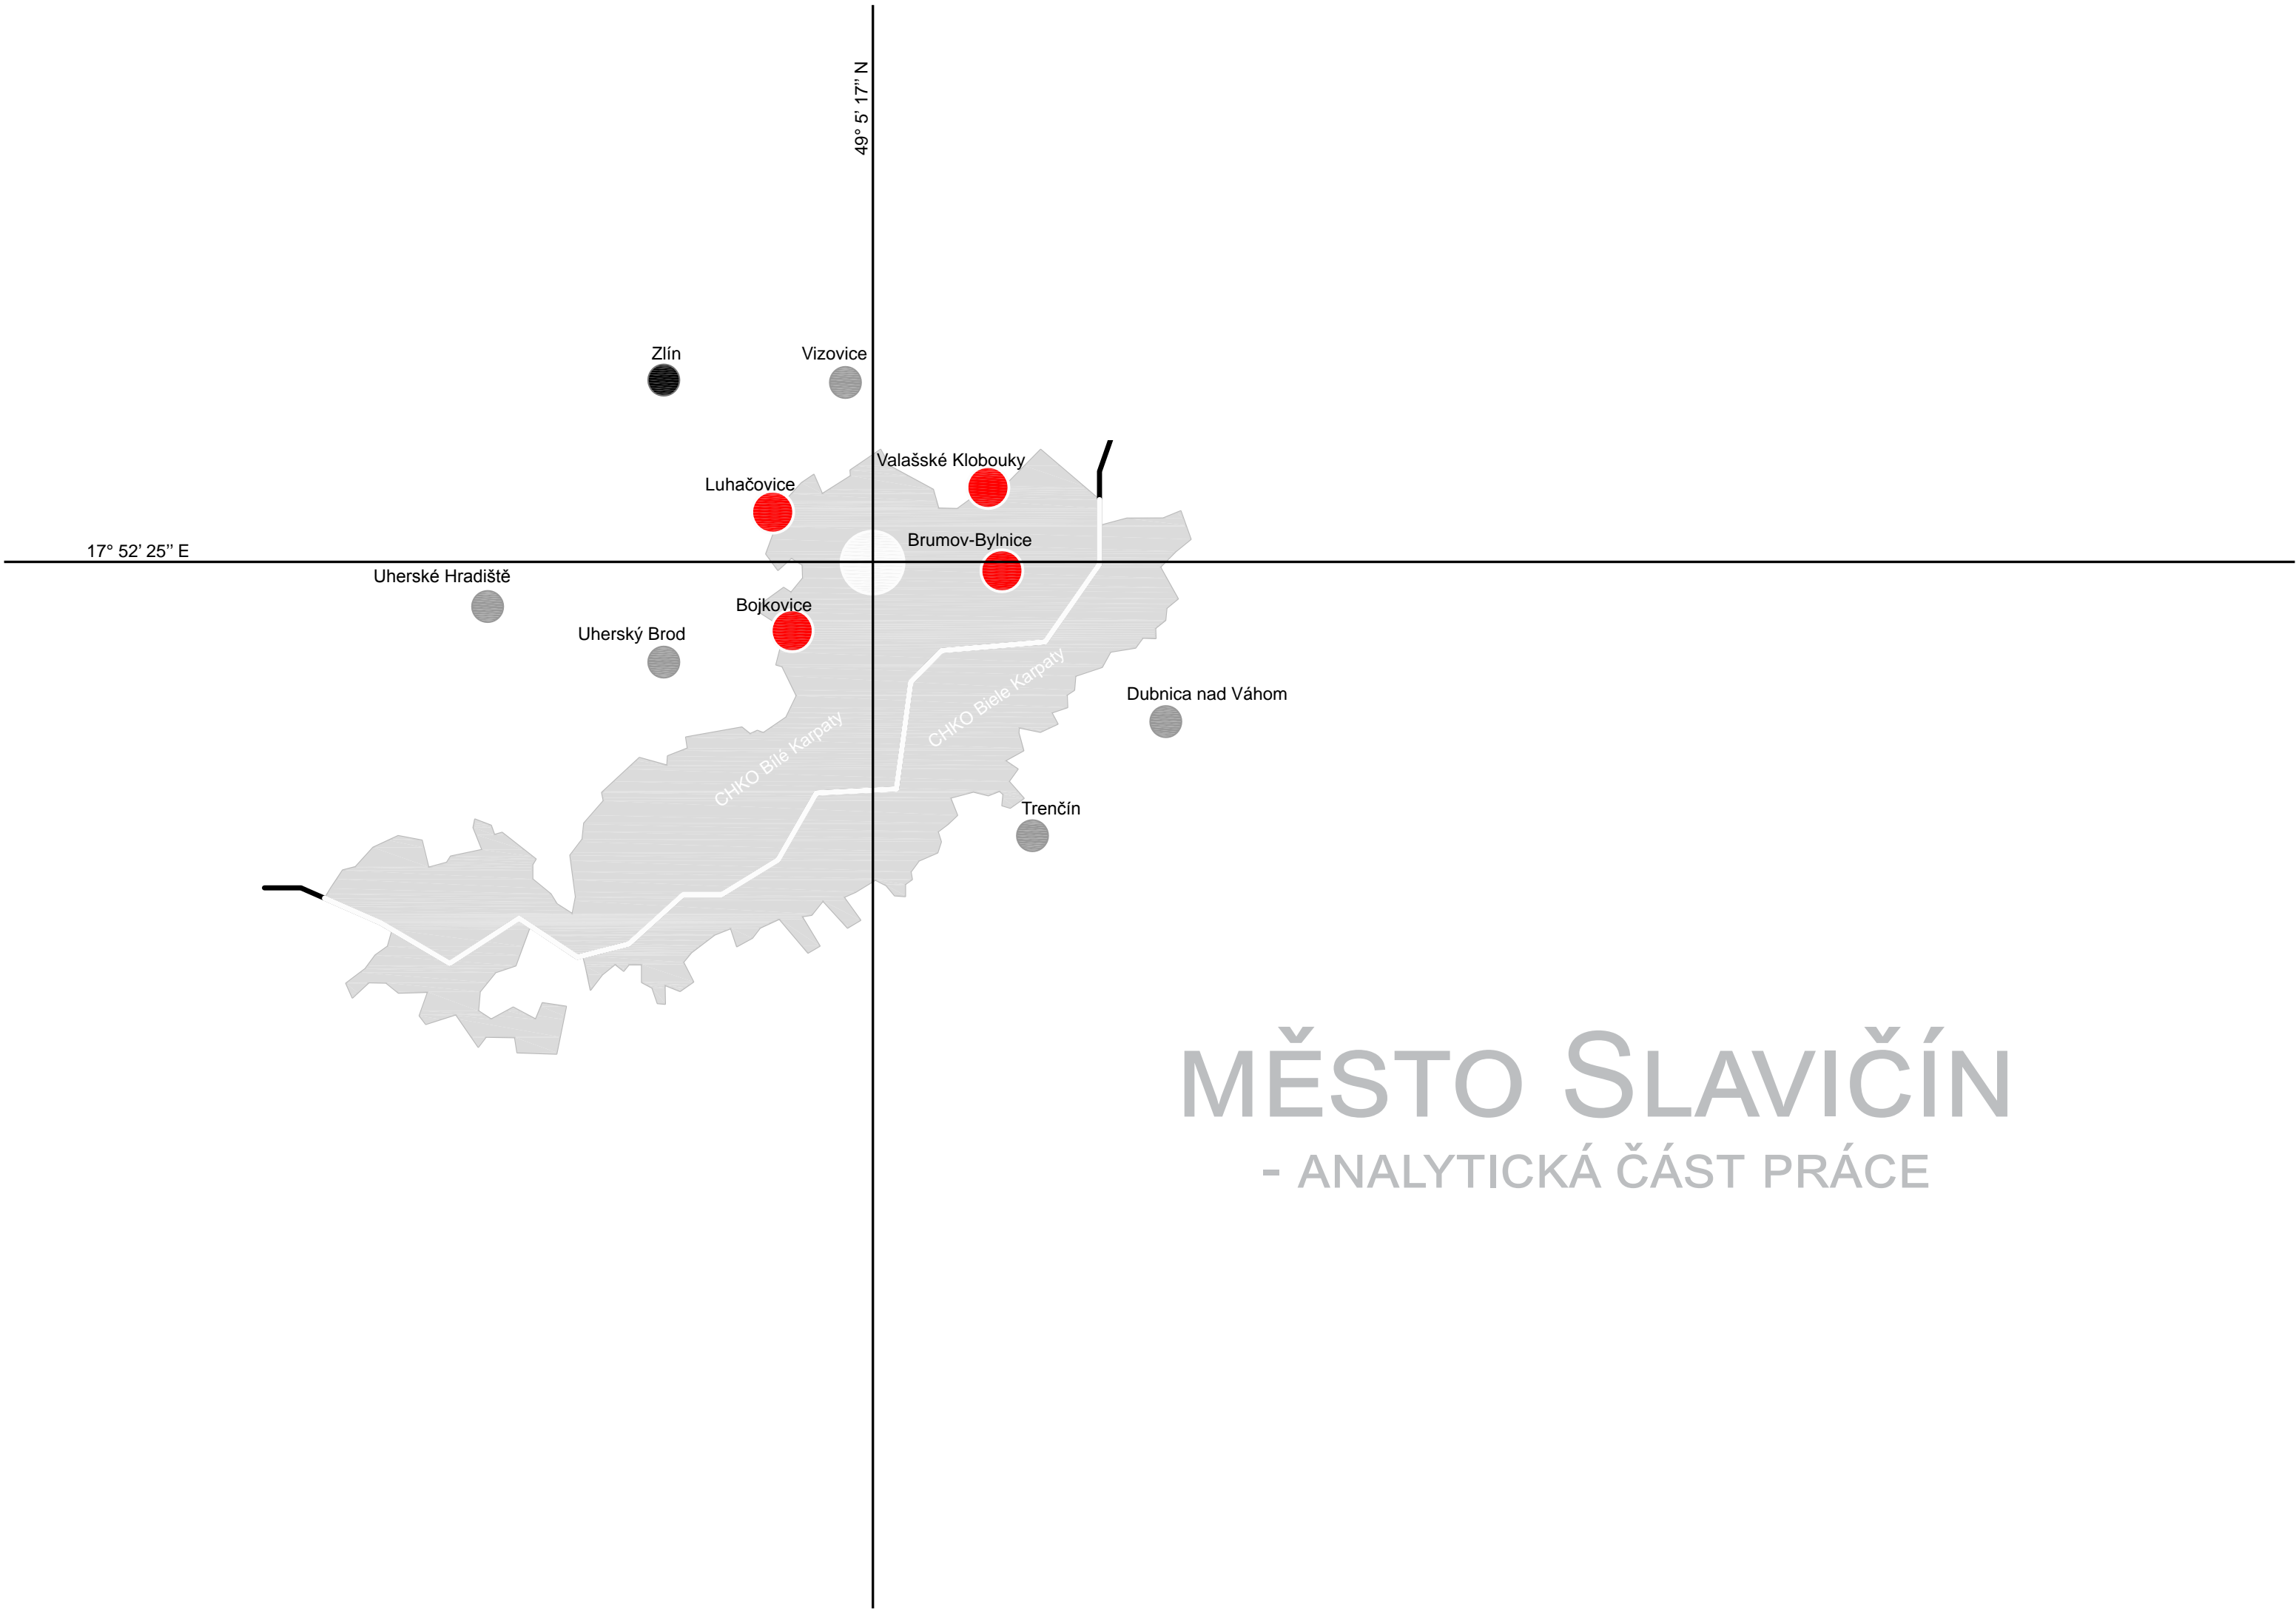 49° 5’ 17’’ N
Zlín
Vizovice
Valašské Klobouky
Luhačovice
Brumov-Bylnice
17° 52’ 25’’ E
Uherské Hradiště
Bojkovice
Uherský Brod
CHKO Biele Karpaty
Dubnica nad Váhom
CHKO Bílé Karpaty
Trenčín
MĚSTO SLAVIČÍN
- ANALYTICKÁ ČÁST PRÁCE